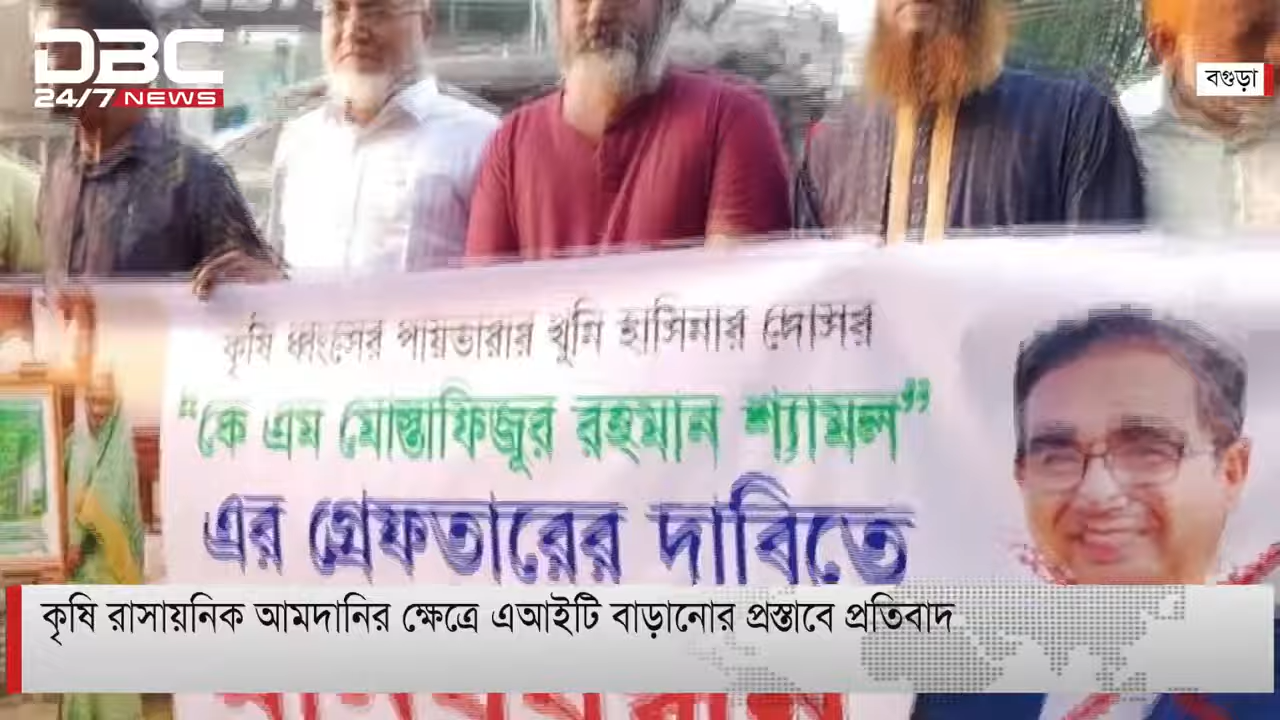 DBC
24/7 NEWS
বগুড়া
কৃষি ধ্বংসের পায়তারায় খুনি হাসিনার দোসর
“কে এম মোস্তাফিজুর রহমান শ্যামল”
এর গ্রেফতারের দাবিতে
কৃষি রাসায়নিক আমদানির ক্ষেত্রে এআইটি বাড়ানোর প্রস্তাবে প্রতিবাদ